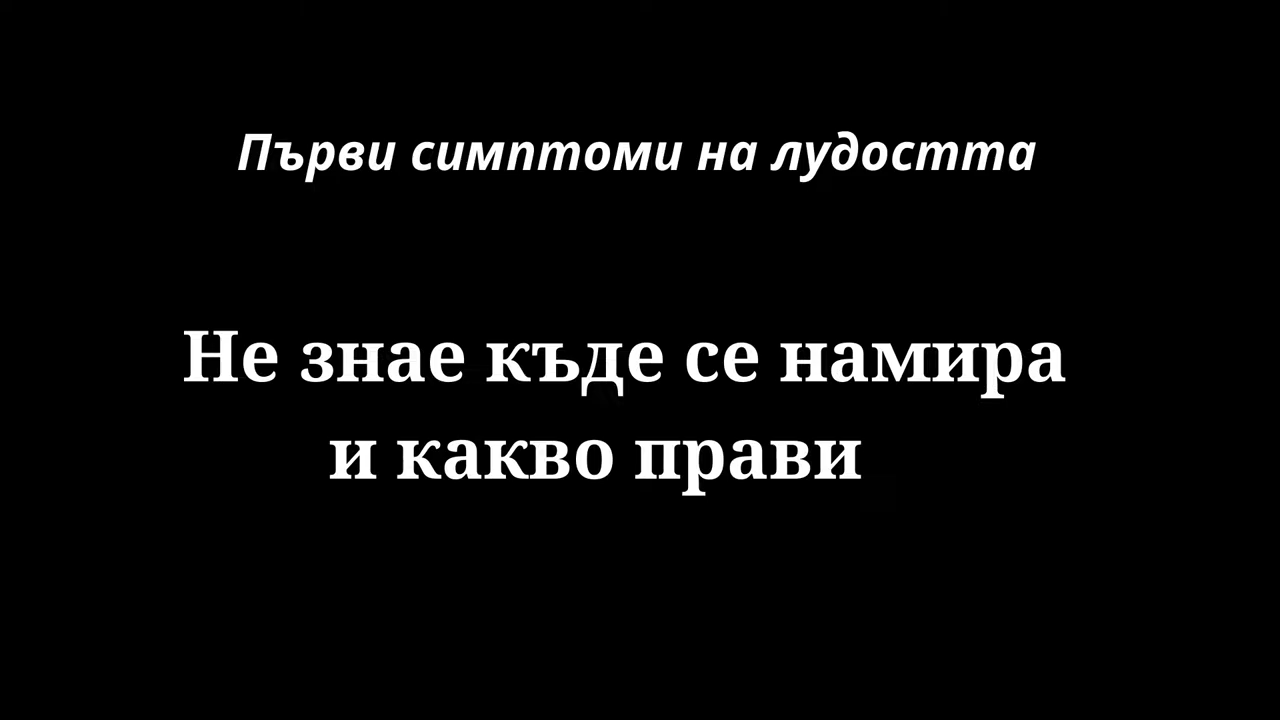 Първи симптоми на лудостта
Не знае къде се намира
и какво прави